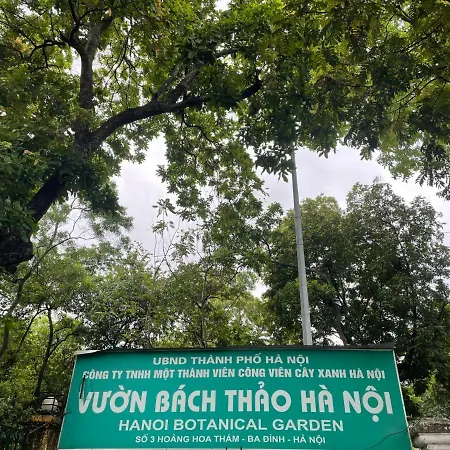 UBND THÀNH PHỐ HÀ NỘI
CÔNG TY TNHH MỘT THÀNH VIÊN CÔNG VIÊN CÂY XANH HÀ NỘI
VƯỜN BÁCH THẢO HÀ NỘI
HANOI BOTANICAL GARDEN
SỐ 3 HOÀNG HOA THÁM - BA ĐÌNH - HÀ NỘI